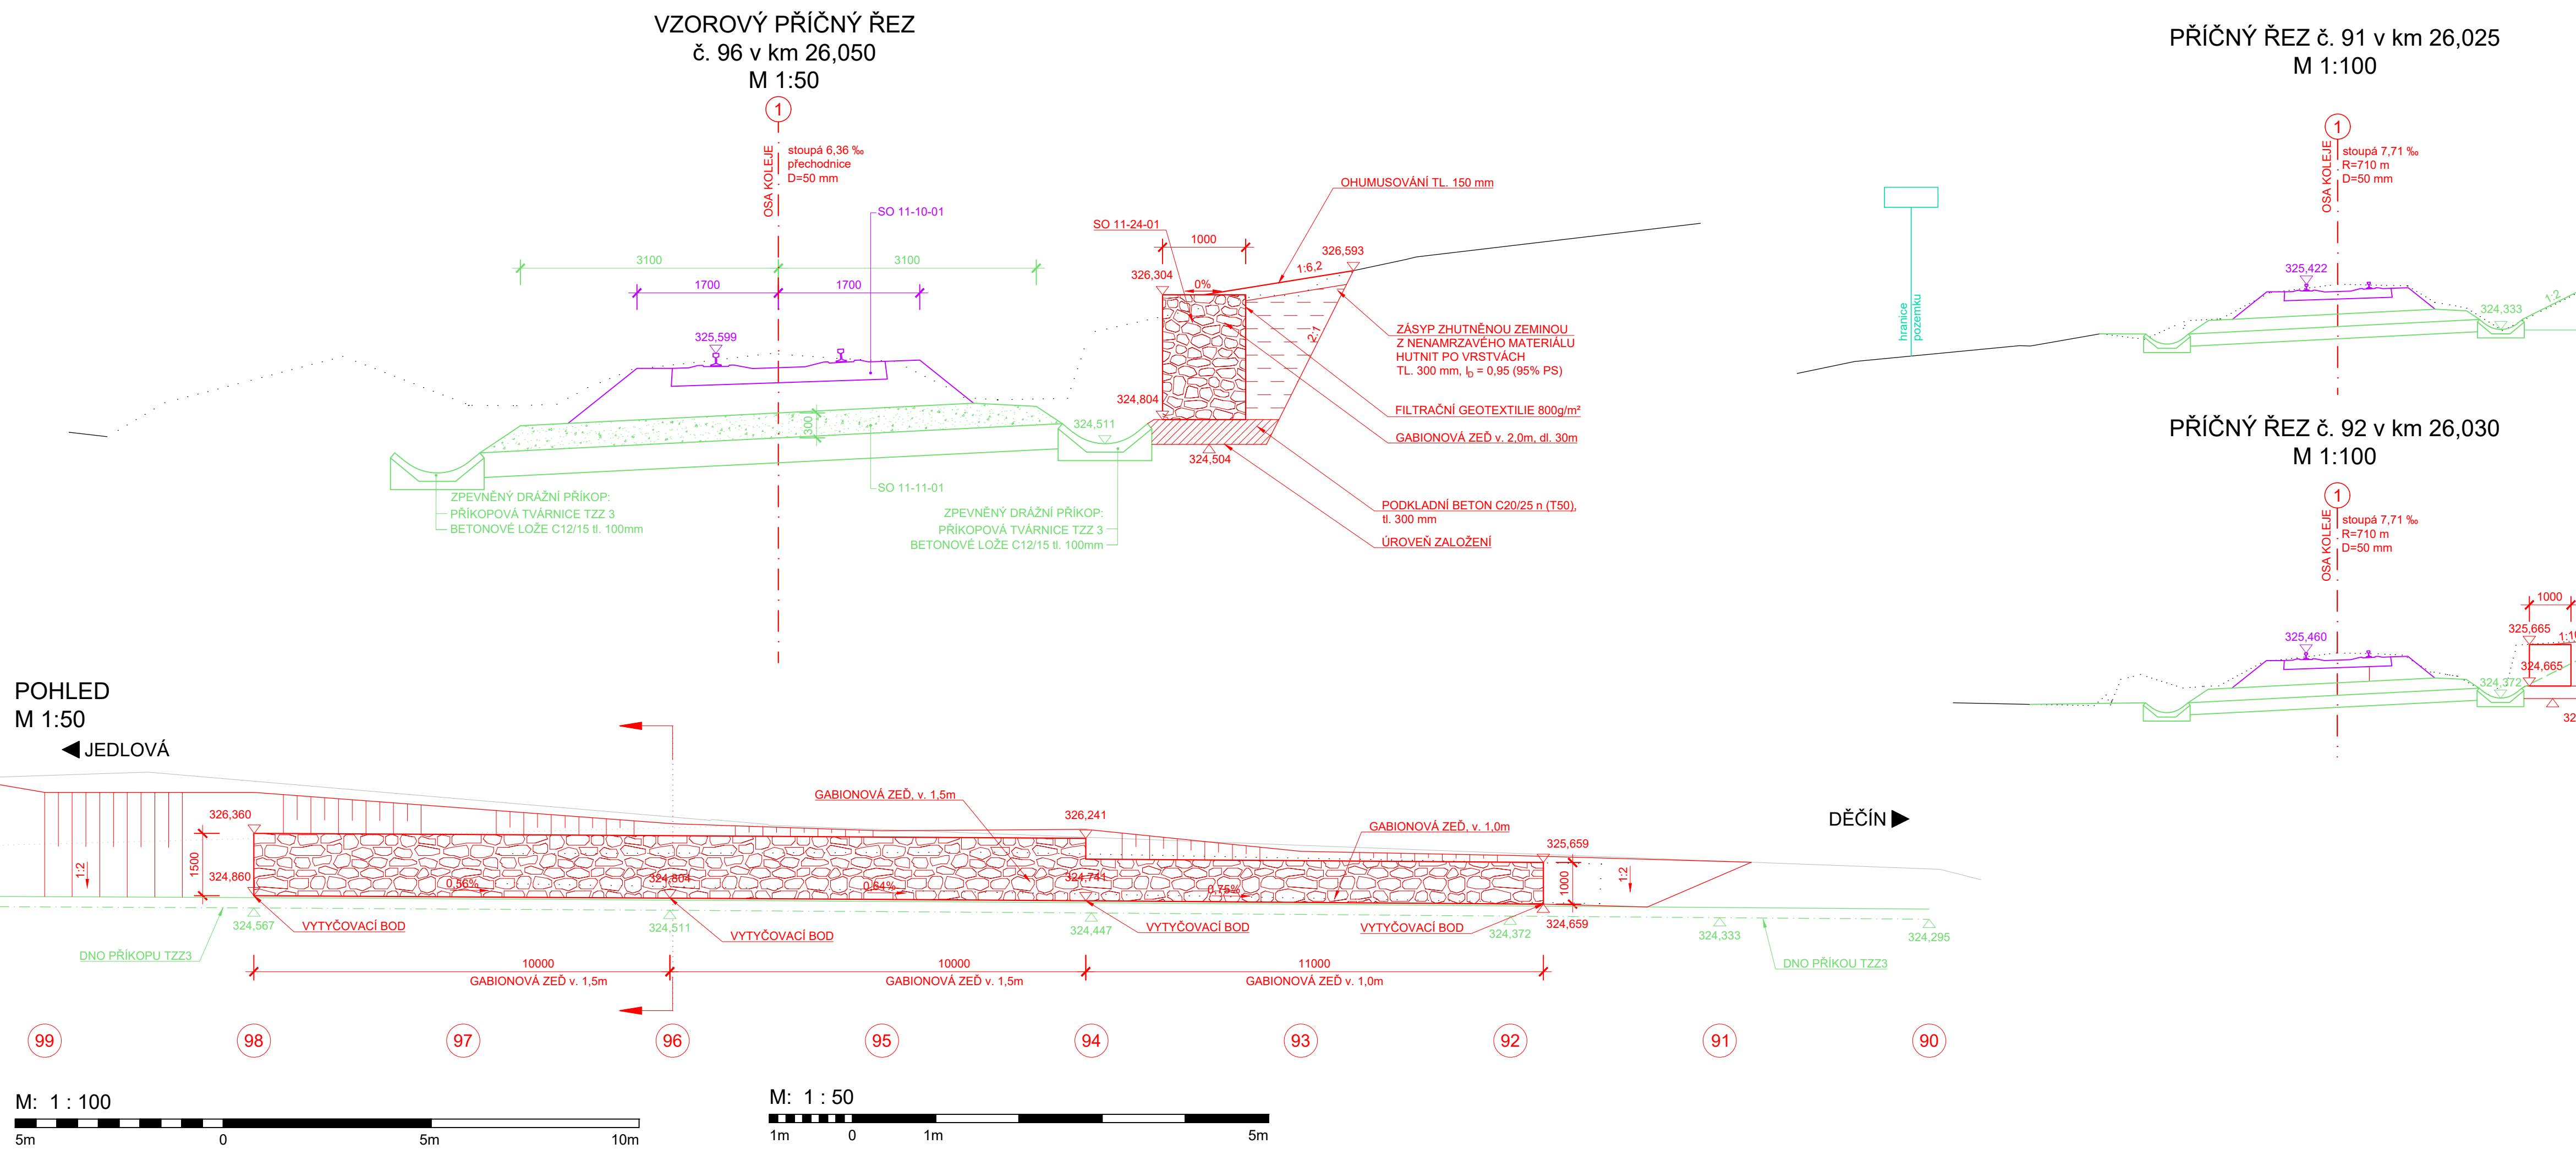 VZOROVÝ PŘÍČNÝ ŘEZ
č. 96 v km 26,050
M 1:50
1
OSA KOLEJE
stoupá 6,36 ‰
přechodnice
D=50 mm
SO 11-10-01
3100
3100
1700
1700
325,599
300
324,511
SO 11-11-01
ZPEVNĚNÝ DRÁŽNÍ PŘÍKOP:
PŘÍKOPOVÁ TVÁRNICE TZZ 3
BETONOVÉ LOŽE C12/15 tl. 100mm
ZPEVNĚNÝ DRÁŽNÍ PŘÍKOP:
PŘÍKOPOVÁ TVÁRNICE TZZ 3
BETONOVÉ LOŽE C12/15 tl. 100mm
SO 11-24-01
1000
326,304
0%
1:6,2
326,593
2:1
324,804
324,504
OHUMUSOVÁNÍ TL. 150 mm
ZÁSYP ZHUTNĚNOU ZEMINOU
Z NENAMRZAVÉHO MATERIÁLU
HUTNIT PO VRSTVÁCH
TL. 300 mm, ID = 0,95 (95% PS)
FILTRAČNÍ GEOTEXTILIE 800g/m²
GABIONOVÁ ZEĎ v. 2,0m, dl. 30m
PODKLADNÍ BETON C20/25 n (T50),
tl. 300 mm
ÚROVEŇ ZALOŽENÍ
hranice
pozemku
PŘÍČNÝ ŘEZ č. 91 v km 26,025
M 1:100
1
OSA KOLEJE
stoupá 7,71 ‰
R=710 m
D=50 mm
325,422
324,333
1:2
PŘÍČNÝ ŘEZ č. 92 v km 26,030
M 1:100
1
OSA KOLEJE
stoupá 7,71 ‰
R=710 m
D=50 mm
1000
325,665
325,460
324,665
324,372
POHLED
M 1:50
JEDLOVÁ
DĚČÍN
326,360
1500
324,860
1:2
GABIONOVÁ ZEĎ, v. 1,5m
326,241
GABIONOVÁ ZEĎ, v. 1,0m
325,659
1000
1:2
0,56%
324,804
0,64%
324,741
0,75%
324,567
VYTYČOVACÍ BOD
324,511
VYTYČOVACÍ BOD
324,447
VYTYČOVACÍ BOD
VYTYČOVACÍ BOD
324,372
324,659
324,333
324,295
DNO PŘÍKOPU TZZ3
DNO PŘÍKOU TZZ3
10000
10000
11000
GABIONOVÁ ZEĎ v. 1,5m
GABIONOVÁ ZEĎ v. 1,5m
GABIONOVÁ ZEĎ v. 1,0m
99 98 97 96 95 94 93 92 91 90
M: 1 : 100
5m 0 5m 10m
M: 1 : 50
1m 0 1m 5m